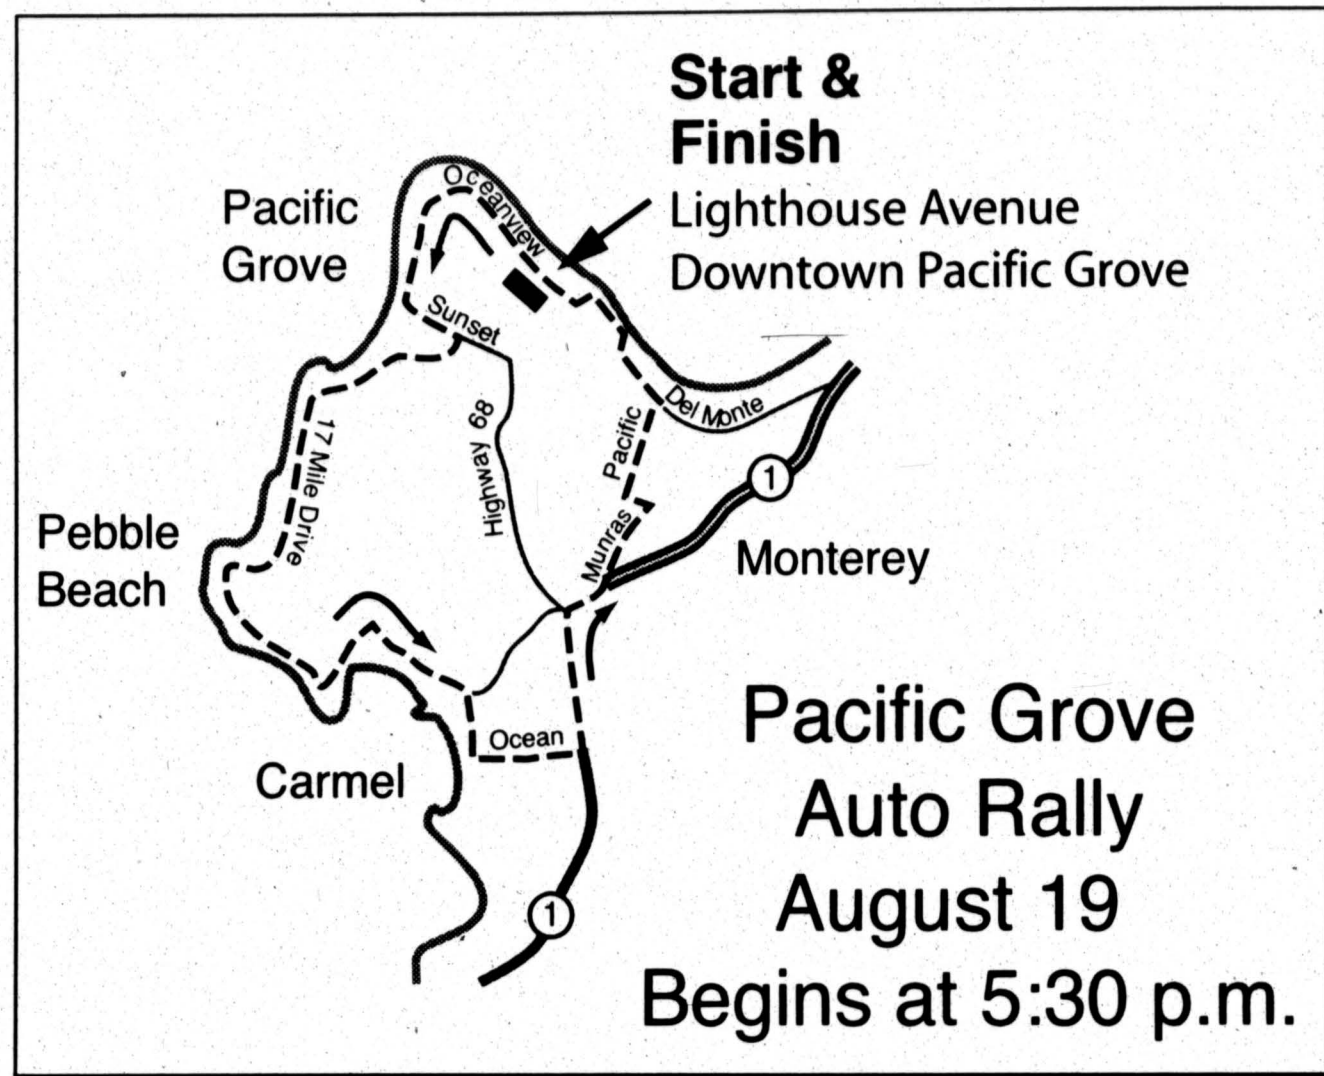 Start &
Finish
Lighthouse Avenue
Downtown Pacific Grove
Pacific
Grove
Oceanview
Sunset
Highway 68
17 Mile Drive
Pacific
Del Monte
Munras
1
Monterey
Pebble
Beach
Ocean
Carmel
1
Pacific Grove
Auto Rally
August 19
Begins at 5:30 p.m.